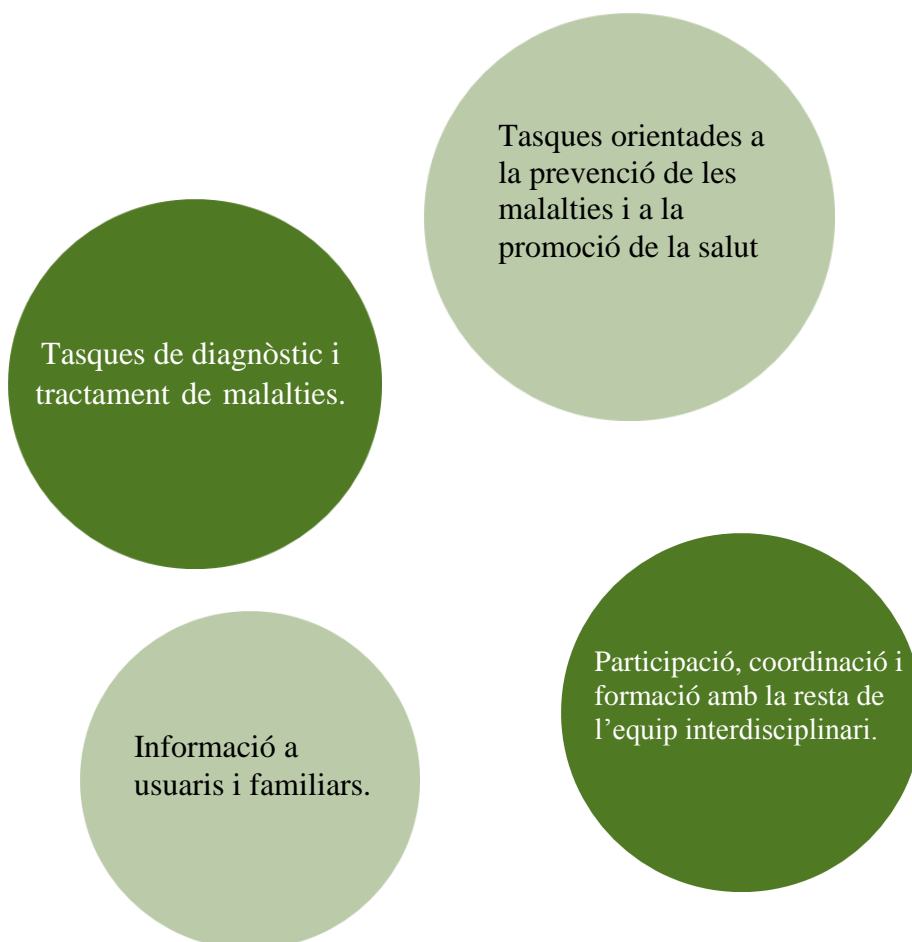 Tasques orientades a
la prevenció de les
malalties i a la
promoció de la salut
Tasques de diagnòstic i
tractament de malalties.
Participació, coordinació i
formació amb la resta de
l’equip interdisciplinari.
Informació a
usuaris i familiars.